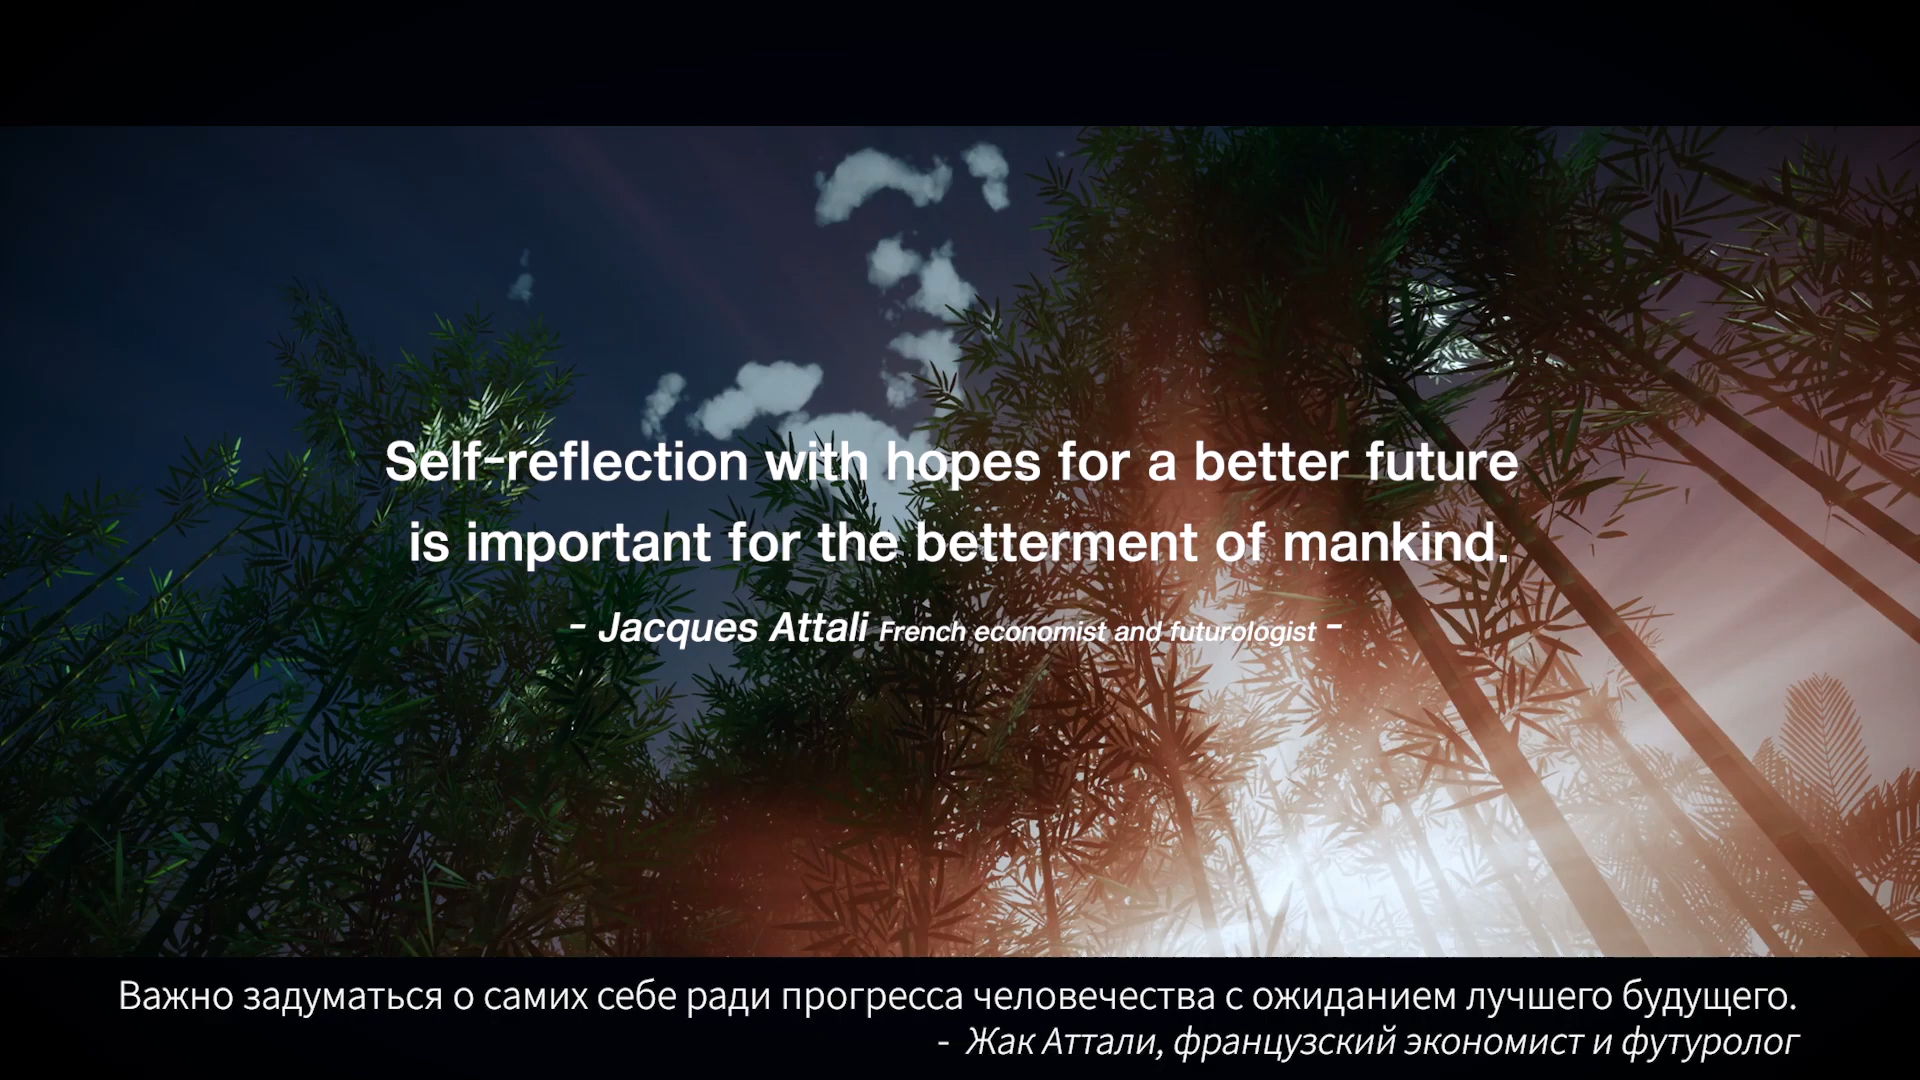 Self-reflection with hopes for a better future
is important for the betterment of mankind.
- Jacques Attali French economist and futurologist -
Важно задуматься о самих себе ради прогресса человечества с ожиданием лучшего будущего.
- Жак Аттали, французский экономист и футуролог